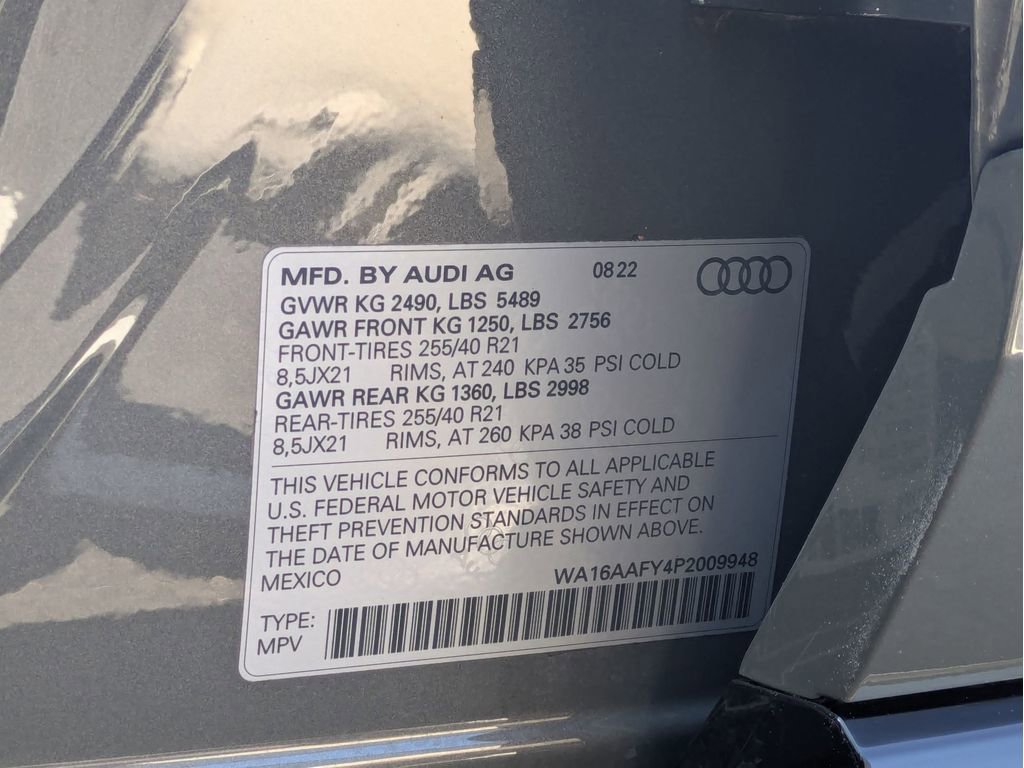 MFD. BY AUDI AG 0822
GVWR KG 2490, LBS 5489
GAWR FRONT KG 1250, LBS 2756
FRONT-TIRES 255/40 R21
8,5JX21 RIMS, AT 240 KPA 35 PSI COLD
GAWR REAR KG 1360, LBS 2998
REAR-TIRES 255/40 R21
8,5JX21 RIMS, AT 260 KPA 38 PSI COLD
THIS VEHICLE CONFORMS TO ALL APPLICABLE
U.S. FEDERAL MOTOR VEHICLE SAFETY AND
THEFT PREVENTION STANDARDS IN EFFECT ON
THE DATE OF MANUFACTURE SHOWN ABOVE.
MEXICO WA16AAFY4P2009948
TYPE:
MPV